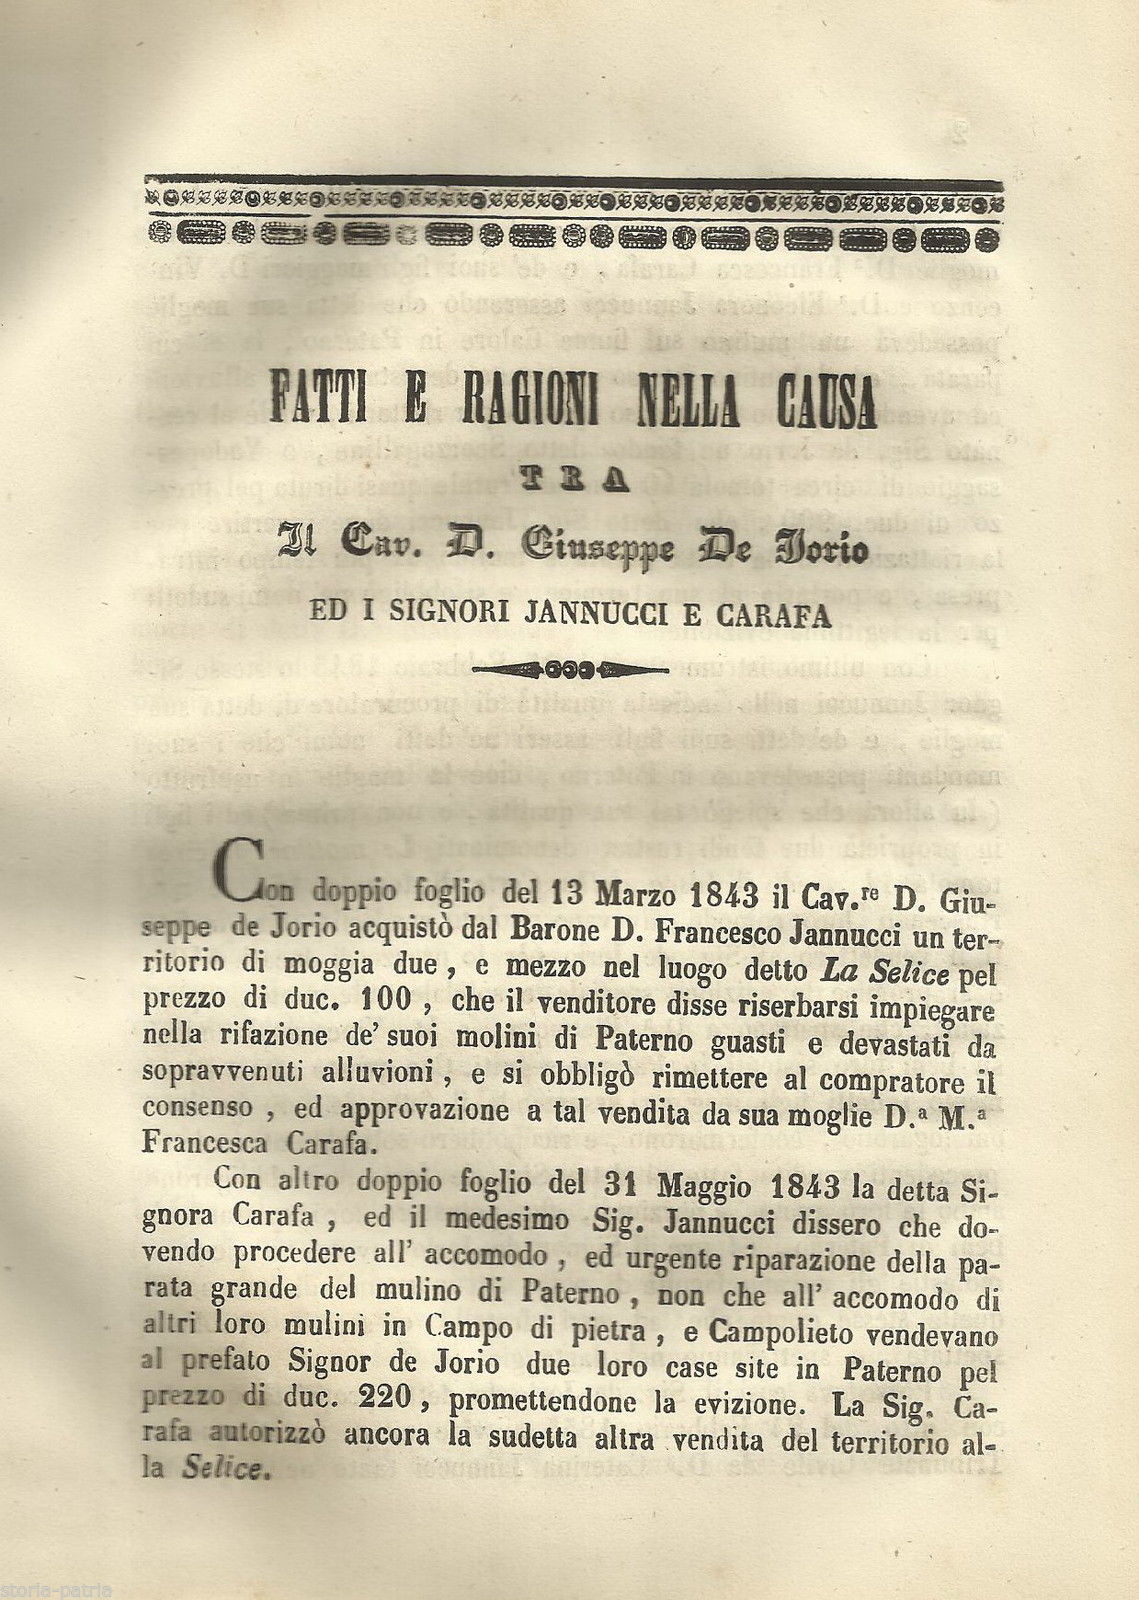 FATTI E RAGIONI NELLA CAUSA
TRA
Il Cav. D. Giuseppe De Jorio
ED I SIGNORI JANNUCCI E CARAFA
Con doppio foglio del 13 Marzo 1843 il Cav.re D. Giu-
seppe de Jorio acquistò dal Barone D. Francesco Jannucci un ter-
ritorio di moggia due , e mezzo nel luogo detto La Selice pel
prezzo di duc. 100 , che il venditore disse riserbarsi impiegare
nella rifazione de' suoi molini di Paterno guasti e devastati da
sopravvenuti alluvioni , e si obbligò rimettere al compratore il
consenso , ed approvazione a tal vendita da sua moglie D.a M.a
Francesca Carafa.
Con altro doppio foglio del 31 Maggio 1843 la detta Si-
gnora Carafa , ed il medesimo Sig. Jannucci dissero che do-
vendo procedere all' accomodo , ed urgente riparazione della pa-
rata grande del mulino di Paterno , non che all' accomodo di
altri loro mulini in Campo di pietra , e Campolieto vendevano
al prefato Signor de Jorio due loro case site in Paterno pel
prezzo di duc. 220 , promettendone la evizione. La Sig. Ca-
rafa autorizzò ancora la sudetta altra vendita del territorio al-
la Selice.
storia-patria